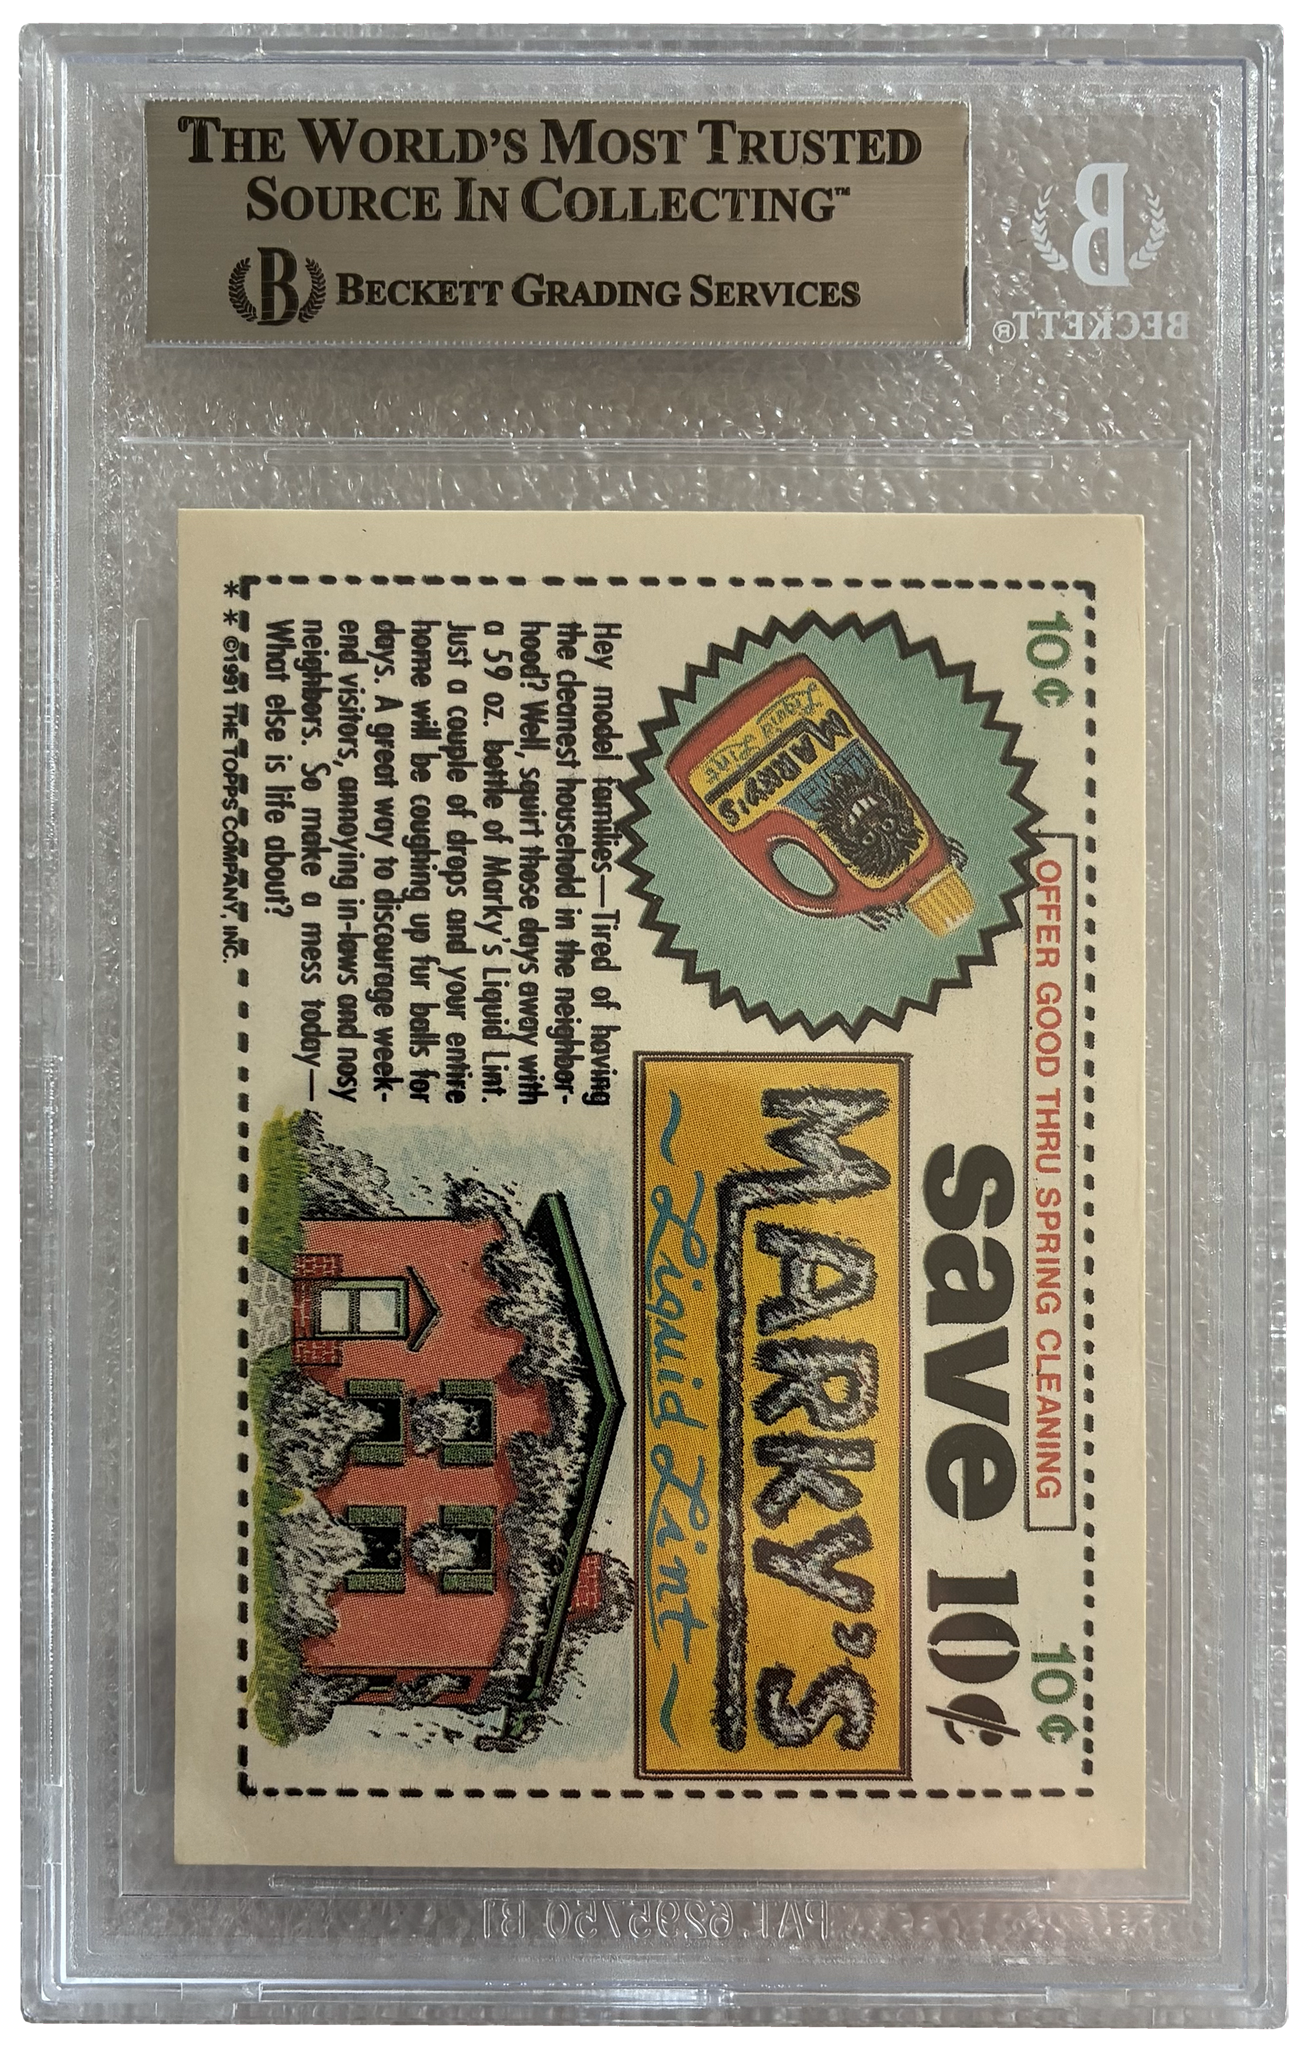 THE WORLD'S MOST TRUSTED
SOURCE IN COLLECTING™
B BECKETT GRADING SERVICES
B
BECKETT®
10¢
OFFER GOOD THRU SPRING CLEANING
10¢
save 10¢
MARKY'S
Liquid Lint
MARKY'S
~Liquid Lint~
Hey model families—Tired of having
the cleanest household in the neighbor-
hood? Well, squirt those days away with
a 59 oz. bottle of Marky's Liquid Lint.
Just a couple of drops and your entire
home will be coughing up fur balls for
days. A great way to discourage week-
end visitors, annoying in-laws and nosy
neighbors. So make a mess today—
What else is life about?
* * ©1991 THE TOPPS COMPANY, INC.
PAT. 6295750 B1